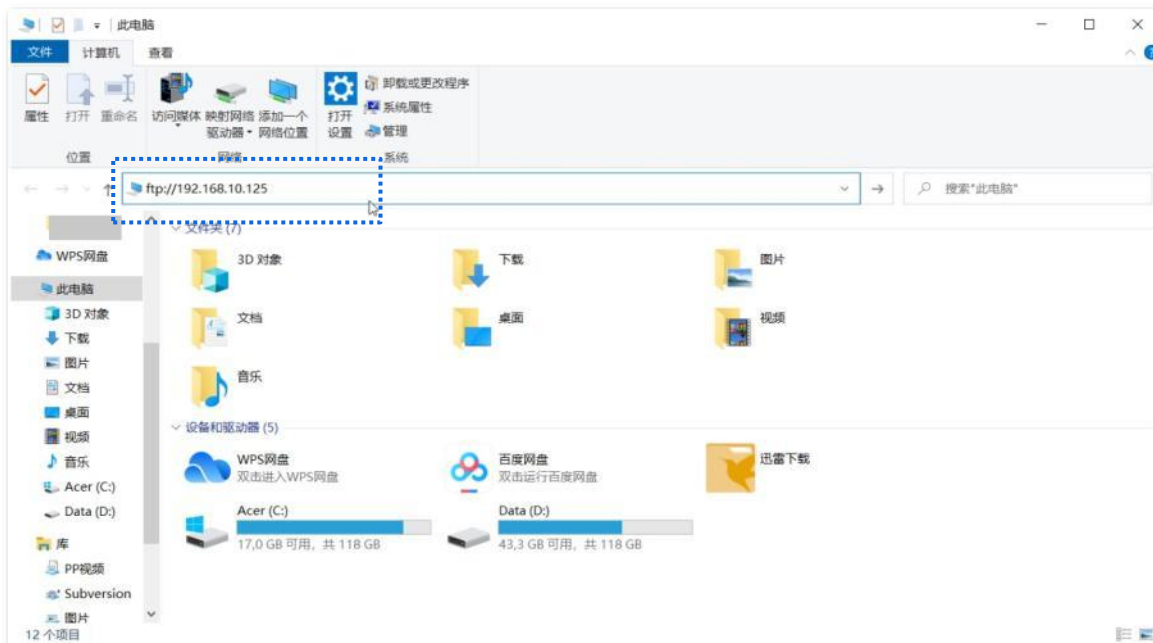 此电脑
文件 计算机 查看
属性 打开 重命名 访问媒体 映射网络驱动器 添加一个网络位置 打开设置 卸载或更改程序
系统属性
管理
位置 网络 系统
ftp://192.168.10.125
搜索"此电脑"
WPS网盘
此电脑
3D 对象
下载
图片
文档
桌面
视频
音乐
Acer (C:)
Data (D:)
库
PP视频
Subversion
图片
文件夹 (7)
3D 对象 下载 图片
文档 桌面 视频
音乐
设备和驱动器 (5)
WPS网盘 百度网盘 迅雷下载
双击进入WPS网盘 双击运行百度网盘
Acer (C:) Data (D:)
17,0 GB 可用, 共 118 GB 43,3 GB 可用, 共 118 GB
12 个项目